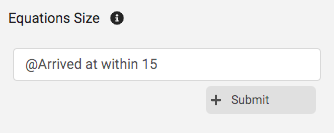 Equations Size
@Arrived at within 15
+ Submit